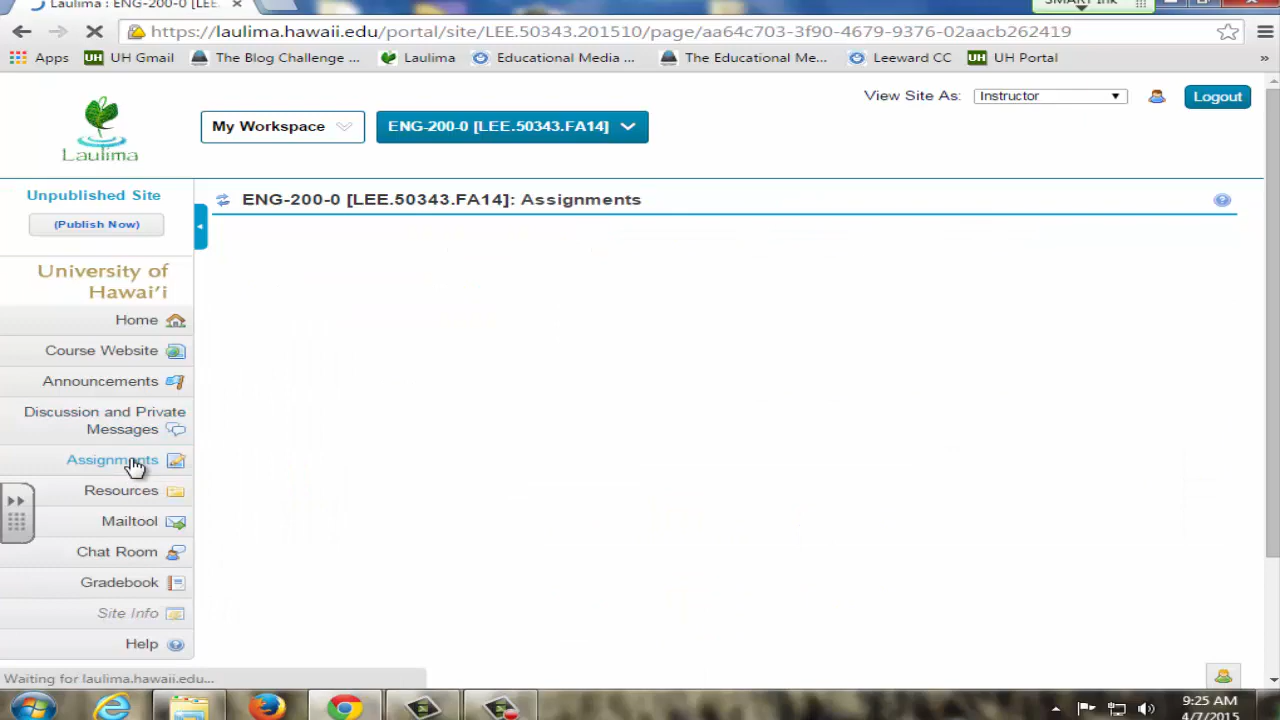 Laulima : ENG-200-0 [LEE.
SMART Ink
https://laulima.hawaii.edu/portal/site/LEE.50343.201510/page/aa64c703-3f90-4679-9376-02aacb262419
Apps UH Gmail The Blog Challenge ... Laulima Educational Media ... The Educational Me... Leeward CC UH Portal »
View Site As: Instructor Logout
My Workspace ENG-200-0 [LEE.50343.FA14]
Laulima
Unpublished Site
(Publish Now)
ENG-200-0 [LEE.50343.FA14]: Assignments
University of
Hawai‘i
Home
Course Website
Announcements
Discussion and Private
Messages
Assignments
Resources
Mailtool
Chat Room
Gradebook
Site Info
Help
Waiting for laulima.hawaii.edu...
9:25 AM
4/7/2015